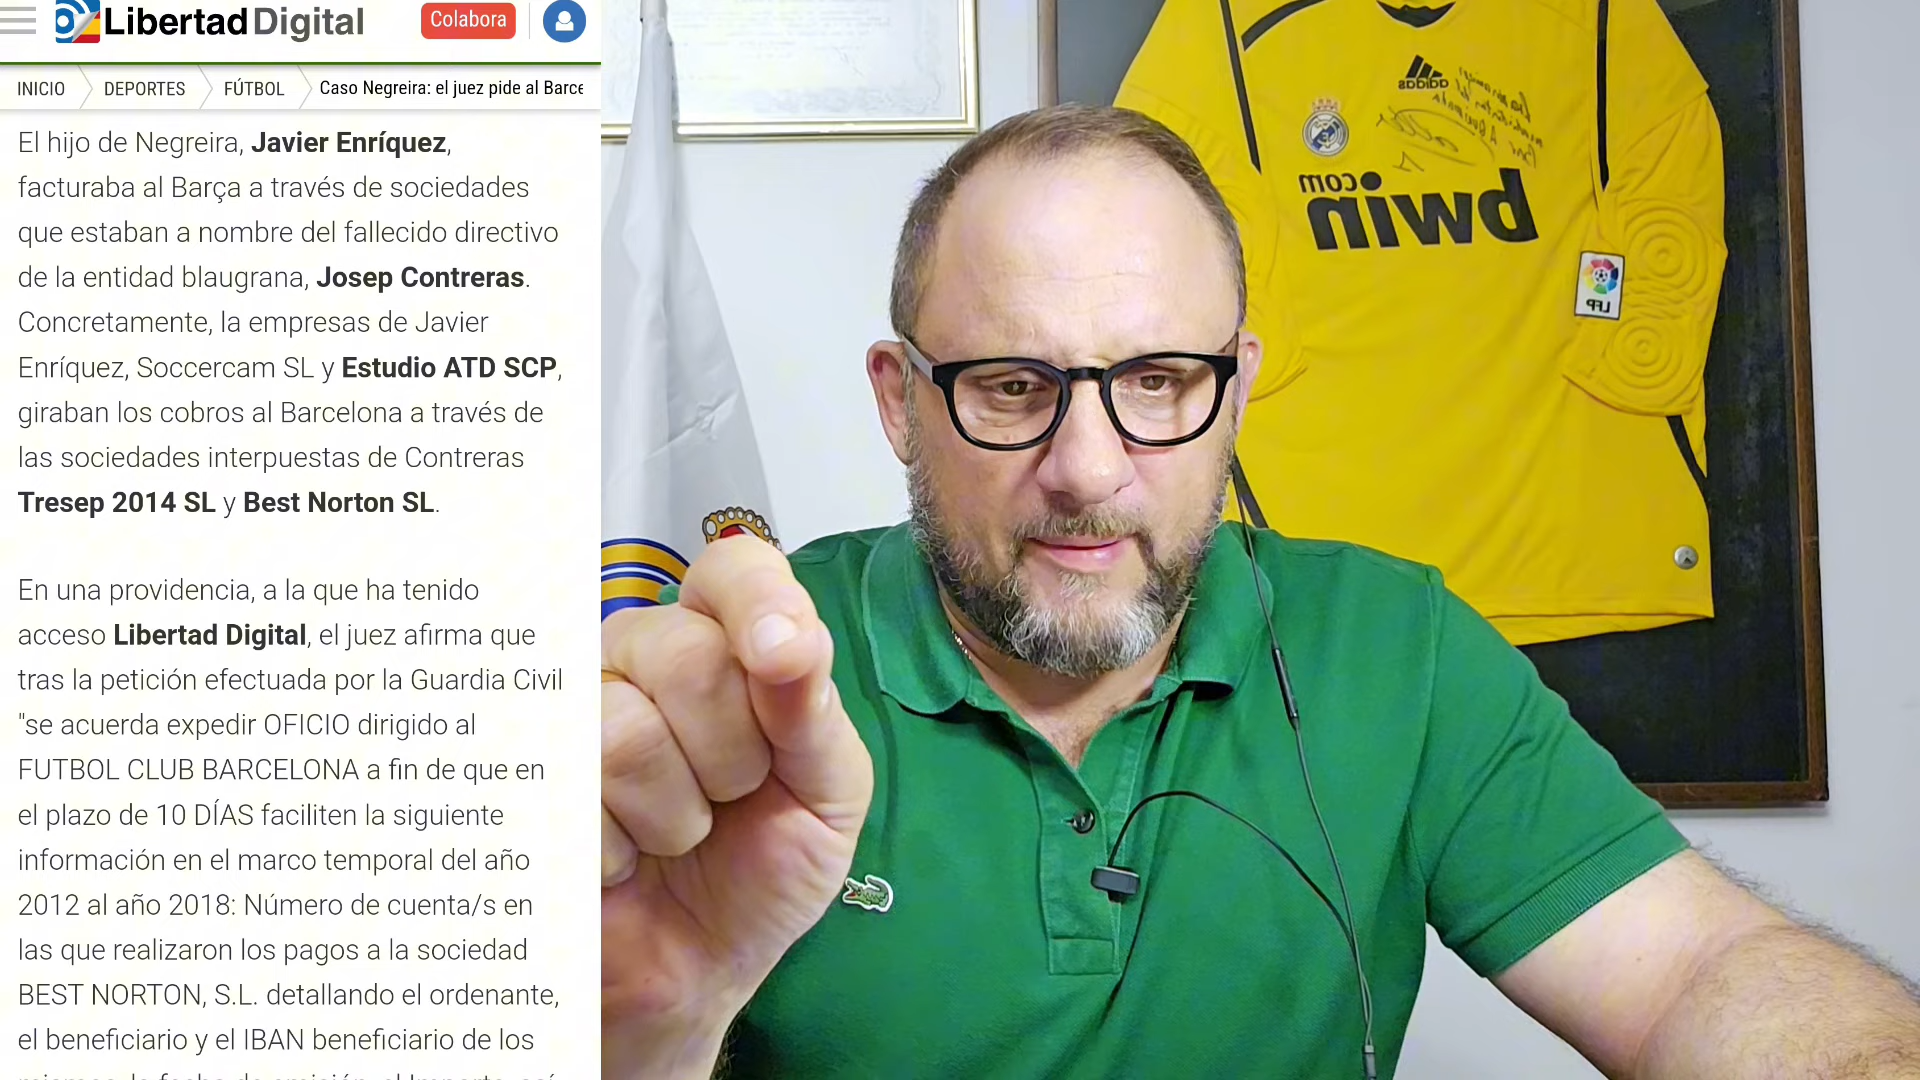 Libertad Digital
Colabora
INICIO
DEPORTES
FÚTBOL
Caso Negreira: el juez pide al Barce
El hijo de Negreira, Javier Enríquez,
facturaba al Barça a través de sociedades
que estaban a nombre del fallecido directivo
de la entidad blaugrana, Josep Contreras.
Concretamente, la empresas de Javier
Enríquez, Soccercam SL y Estudio ATD SCP,
giraban los cobros al Barcelona a través de
las sociedades interpuestas de Contreras
Tresep 2014 SL y Best Norton SL.
En una providencia, a la que ha tenido
acceso Libertad Digital, el juez afirma que
tras la petición efectuada por la Guardia Civil
"se acuerda expedir OFICIO dirigido al
FUTBOL CLUB BARCELONA a fin de que en
el plazo de 10 DÍAS faciliten la siguiente
información en el marco temporal del año
2012 al año 2018: Número de cuenta/s en
las que realizaron los pagos a la sociedad
BEST NORTON, S.L. detallando el ordenante,
el beneficiario y el IBAN beneficiario de los
adidas
bwin
.com
LFP